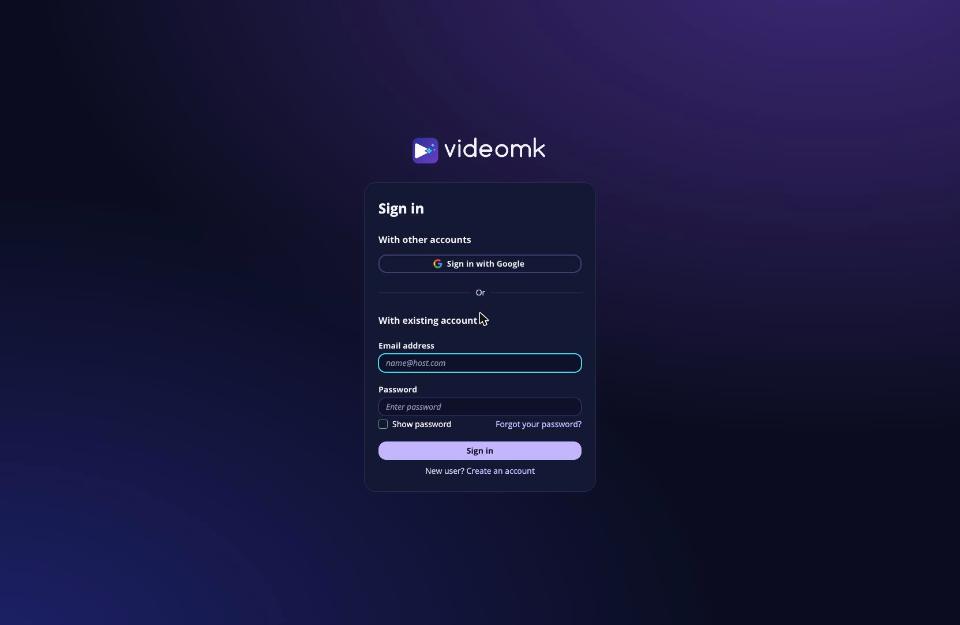 videomk
Sign in
With other accounts
Sign in with Google
Or
With existing account
Email address
name@host.com
Password
Enter password
Show password
Forgot your password?
Sign in
New user? Create an account